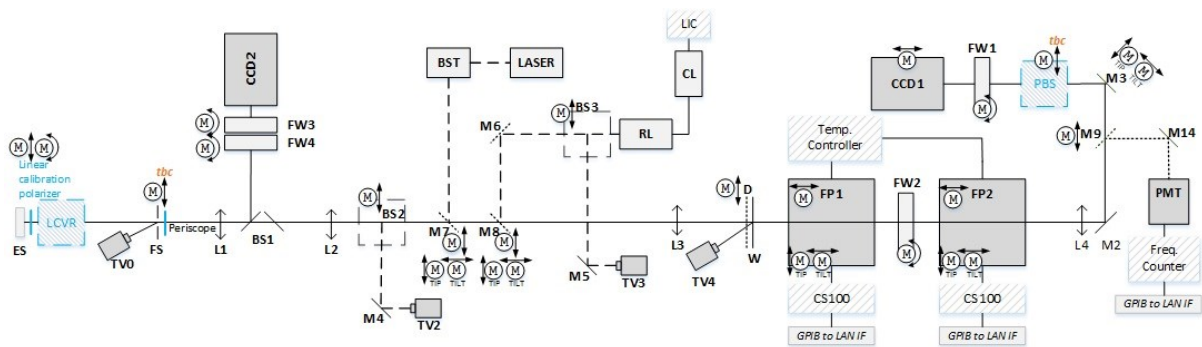 LIC
CCD2
BST
LASER
CL
CCD1
M
FW1
tbc
M
PBS
M3
M
M
TIP
TILT
M
M
FW3
M
FW4
M6
M
BS3
RL
Temp.
Controller
M
M9
M14
M
M
Linear
calibration
polarizer
LCVR
tbc
M
Periscope
ES
TV0
FS
L1
BS1
L2
M
BS2
M7
M
M8
M
M
M
TIP
TILT
M
M
TIP
TILT
M4
TV2
M5
TV3
L3
TV4
M
D
W
FP1
M
M
M
TIP
TILT
FW2
M
FP2
M
M
M
TIP
TILT
L4
M2
PMT
CS100
CS100
Freq.
Counter
GPIB to LAN IF
GPIB to LAN IF
GPIB to LAN IF